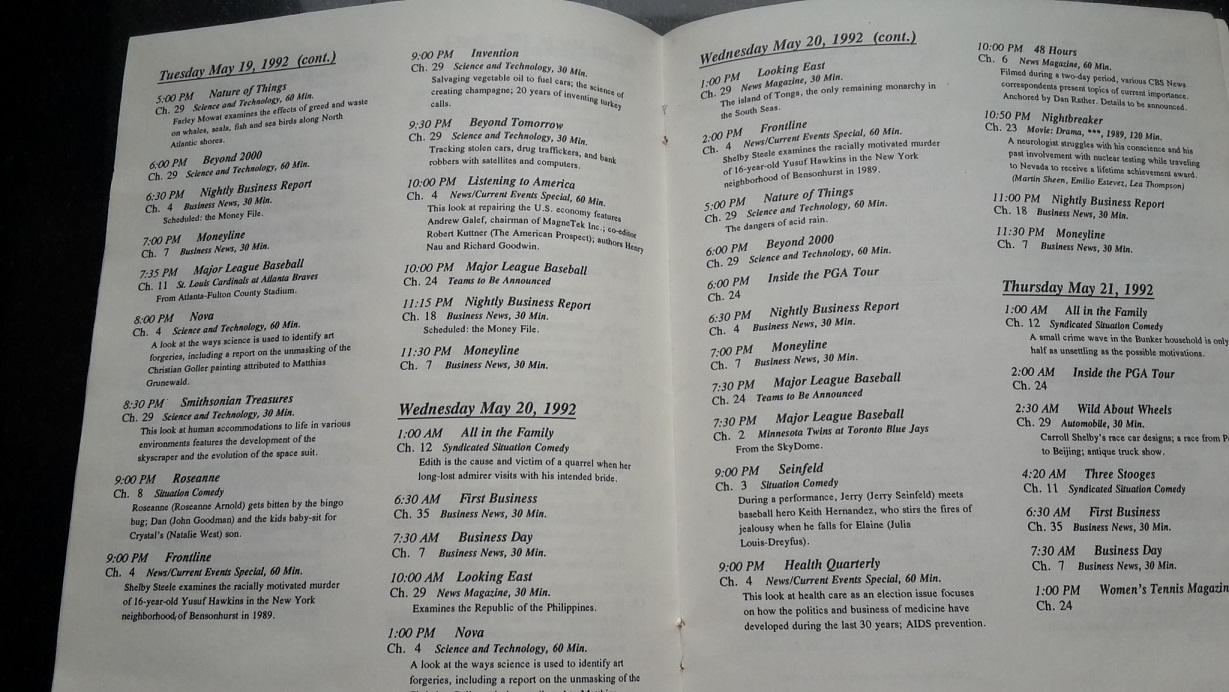 Tuesday May 19, 1992 (cont.)
5:00 PM Nature of Things
Ch. 29 Science and Technology, 60 Min.
Farley Mowat examines the effects of greed and waste
on whales, seals, fish and sea birds along North
Atlantic shores.
6:00 PM Beyond 2000
Ch. 29 Science and Technology, 60 Min.
6:30 PM Nightly Business Report
Ch. 4 Business News, 30 Min.
Scheduled: the Money File.
7:00 PM Moneyline
Ch. 7 Business News, 30 Min.
7:35 PM Major League Baseball
Ch. 11 St. Louis Cardinals at Atlanta Braves
From Atlanta-Fulton County Stadium.
8:00 PM Nova
Ch. 4 Science and Technology, 60 Min.
A look at the ways science is used to identify art
forgeries, including a report on the unmasking of the
Christian Goller painting attributed to Matthias
Grunewald.
8:30 PM Smithsonian Treasures
Ch. 29 Science and Technology, 30 Min.
This look at human accommodations to life in various
environments features the development of the
skyscraper and the evolution of the space suit.
9:00 PM Roseanne
Ch. 8 Situation Comedy
Roseanne (Roseanne Arnold) gets bitten by the bingo
bug; Dan (John Goodman) and the kids baby-sit for
Crystal's (Natalie West) son.
9:00 PM Frontline
Ch. 4 News/Current Events Special, 60 Min.
Shelby Steele examines the racially motivated murder
of 16-year-old Yusuf Hawkins in the New York
neighborhood of Bensonhurst in 1989.
9:00 PM Invention
Ch. 29 Science and Technology, 30 Min.
Salvaging vegetable oil to fuel cars; the science of
creating champagne; 20 years of inventing turkey
calls.
9:30 PM Beyond Tomorrow
Ch. 29 Science and Technology, 30 Min.
Tracking stolen cars, drug traffickers, and bank
robbers with satellites and computers.
10:00 PM Listening to America
Ch. 4 News/Current Events Special, 60 Min.
This look at repairing the U.S. economy features
Andrew Galef, chairman of MagneTek Inc.; co-editor
Robert Kuttner (The American Prospect); authors Henry
Nau and Richard Goodwin.
10:00 PM Major League Baseball
Ch. 24 Teams to Be Announced
11:15 PM Nightly Business Report
Ch. 18 Business News, 30 Min.
Scheduled: the Money File.
11:30 PM Moneyline
Ch. 7 Business News, 30 Min.
Wednesday May 20, 1992
1:00 AM All in the Family
Ch. 12 Syndicated Situation Comedy
Edith is the cause and victim of a quarrel when her
long-lost admirer visits with his intended bride.
6:30 AM First Business
Ch. 35 Business News, 30 Min.
7:30 AM Business Day
Ch. 7 Business News, 30 Min.
10:00 AM Looking East
Ch. 29 News Magazine, 30 Min.
Examines the Republic of the Philippines.
1:00 PM Nova
Ch. 4 Science and Technology, 60 Min.
A look at the ways science is used to identify art
forgeries, including a report on the unmasking of the
Wednesday May 20, 1992 (cont.)
1:00 PM Looking East
Ch. 29 News Magazine, 30 Min.
The island of Tonga, the only remaining monarchy in
the South Seas.
2:00 PM Frontline
Ch. 4 News/Current Events Special, 60 Min.
Shelby Steele examines the racially motivated murder
of 16-year-old Yusuf Hawkins in the New York
neighborhood of Bensonhurst in 1989.
5:00 PM Nature of Things
Ch. 29 Science and Technology, 60 Min.
The dangers of acid rain.
6:00 PM Beyond 2000
Ch. 29 Science and Technology, 60 Min.
6:00 PM Inside the PGA Tour
Ch. 24
6:30 PM Nightly Business Report
Ch. 4 Business News, 30 Min.
7:00 PM Moneyline
Ch. 7 Business News, 30 Min.
7:30 PM Major League Baseball
Ch. 24 Teams to Be Announced
7:30 PM Major League Baseball
Ch. 2 Minnesota Twins at Toronto Blue Jays
From the SkyDome.
9:00 PM Seinfeld
Ch. 3 Situation Comedy
During a performance, Jerry (Jerry Seinfeld) meets
baseball hero Keith Hernandez, who stirs the fires of
jealousy when he falls for Elaine (Julia
Louis-Dreyfus).
9:00 PM Health Quarterly
Ch. 4 News/Current Events Special, 60 Min.
This look at health care as an election issue focuses
on how the politics and business of medicine have
developed during the last 30 years; AIDS prevention.
10:00 PM 48 Hours
Ch. 6 News Magazine, 60 Min.
Filmed during a two-day period, various CBS News
correspondents present topics of current importance.
Anchored by Dan Rather. Details to be announced.
10:50 PM Nightbreaker
Ch. 23 Movie: Drama, ***, 1989, 120 Min.
A neurologist struggles with his conscience and his
past involvement with nuclear testing while traveling
to Nevada to receive a lifetime achievement award.
(Martin Sheen, Emilio Estevez, Lea Thompson)
11:00 PM Nightly Business Report
Ch. 18 Business News, 30 Min.
11:30 PM Moneyline
Ch. 7 Business News, 30 Min.
Thursday May 21, 1992
1:00 AM All in the Family
Ch. 12 Syndicated Situation Comedy
A small crime wave in the Bunker household is only
half as unsettling as the possible motivations.
2:00 AM Inside the PGA Tour
Ch. 24
2:30 AM Wild About Wheels
Ch. 29 Automobile, 30 Min.
Carroll Shelby's race car designs; a race from
to Beijing; antique truck show.
4:20 AM Three Stooges
Ch. 11 Syndicated Situation Comedy
6:30 AM First Business
Ch. 35 Business News, 30 Min.
7:30 AM Business Day
Ch. 7 Business News, 30 Min.
1:00 PM Women's Tennis Magazin
Ch. 24